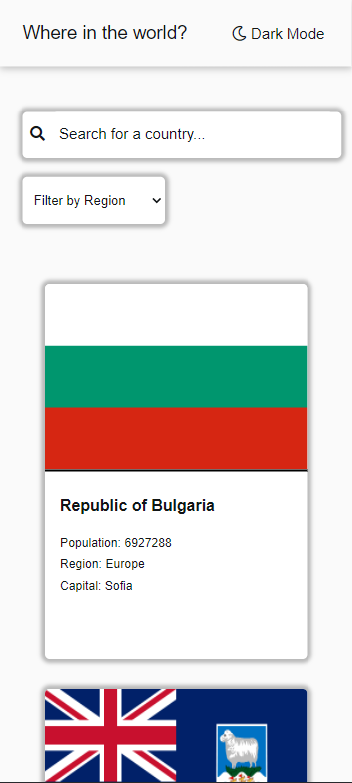 Where in the world?
Dark Mode
Search for a country...
Filter by Region
Republic of Bulgaria
Population: 6927288
Region: Europe
Capital: Sofia